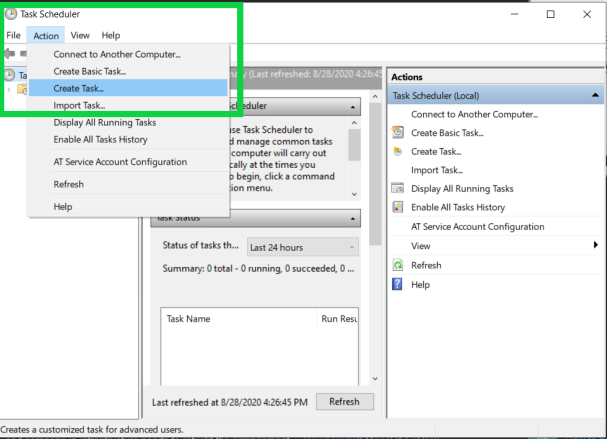 Task Scheduler
File Action View Help
Connect to Another Computer...
Create Basic Task...
Create Task...
Import Task...
Display All Running Tasks
Enable All Tasks History
AT Service Account Configuration
Refresh
Help
(Last refreshed: 8/28/2020 4:26:45
use Task Scheduler to
manage common tasks
computer will carry out
at the times you
begin, click a command
menu.
Task Status
Status of tasks th...
Last 24 hours
Summary: 0 total - 0 running, 0 succeeded, 0 ...
Task Name Run Resu
Last refreshed at 8/28/2020 4:26:45 PM Refresh
Actions
Task Scheduler (Local)
Connect to Another Computer...
Create Basic Task...
Create Task...
Import Task...
Display All Running Tasks
Enable All Tasks History
AT Service Account Configuration
View
Refresh
Help
Creates a customized task for advanced users.